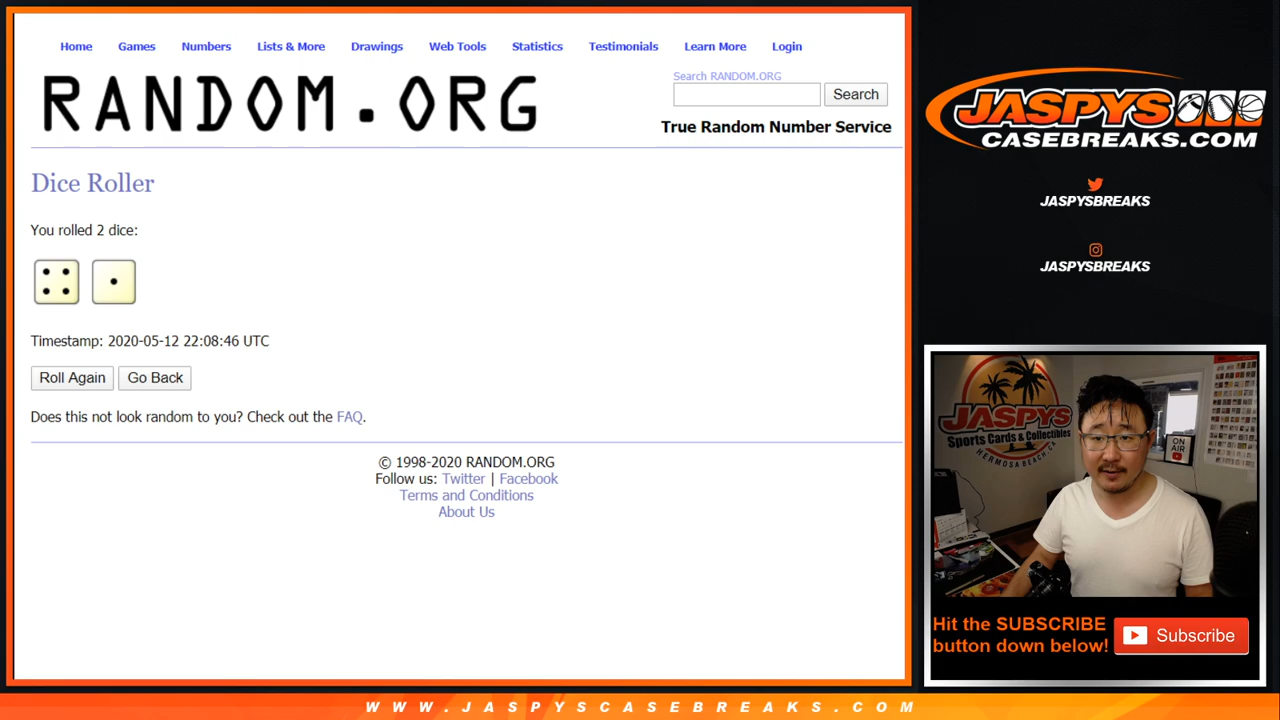 Home Games Numbers Lists & More Drawings Web Tools Statistics Testimonials Learn More Login
RANDOM.ORG
Search RANDOM.ORG
Search
True Random Number Service
Dice Roller
You rolled 2 dice:
Timestamp: 2020-05-12 22:08:46 UTC
Roll Again Go Back
Does this not look random to you? Check out the FAQ.
© 1998-2020 RANDOM.ORG
Follow us: Twitter | Facebook
Terms and Conditions
About Us
JASPYS
CASEBREAKS.COM
JASPYSBREAKS
JASPYSBREAKS
JASPYS
Sports Cards & Collectibles
HERMOSA BEACH, CA
ON
AIR
Hit the SUBSCRIBE
button down below!
Subscribe
WWW.JASPYSCASEBREAKS.COM